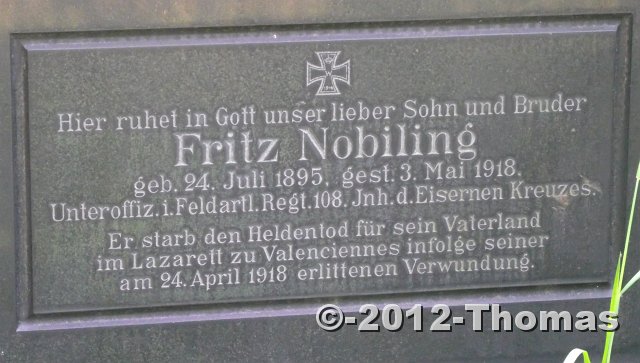 Hier ruhet in Gott unser lieber Sohn und Bruder
Fritz Nobiling
geb. 24. Juli 1895, gest. 3. Mai 1918.
Unteroffiz. i. Feldartl. Regt. 108. Jnh. d. Eisernen Kreuzes.
Er starb den Heldentod für sein Vaterland
im Lazarett zu Valenciennes infolge seiner
am 24. April 1918 erlittenen Verwundung.
©-2012-Thomas©